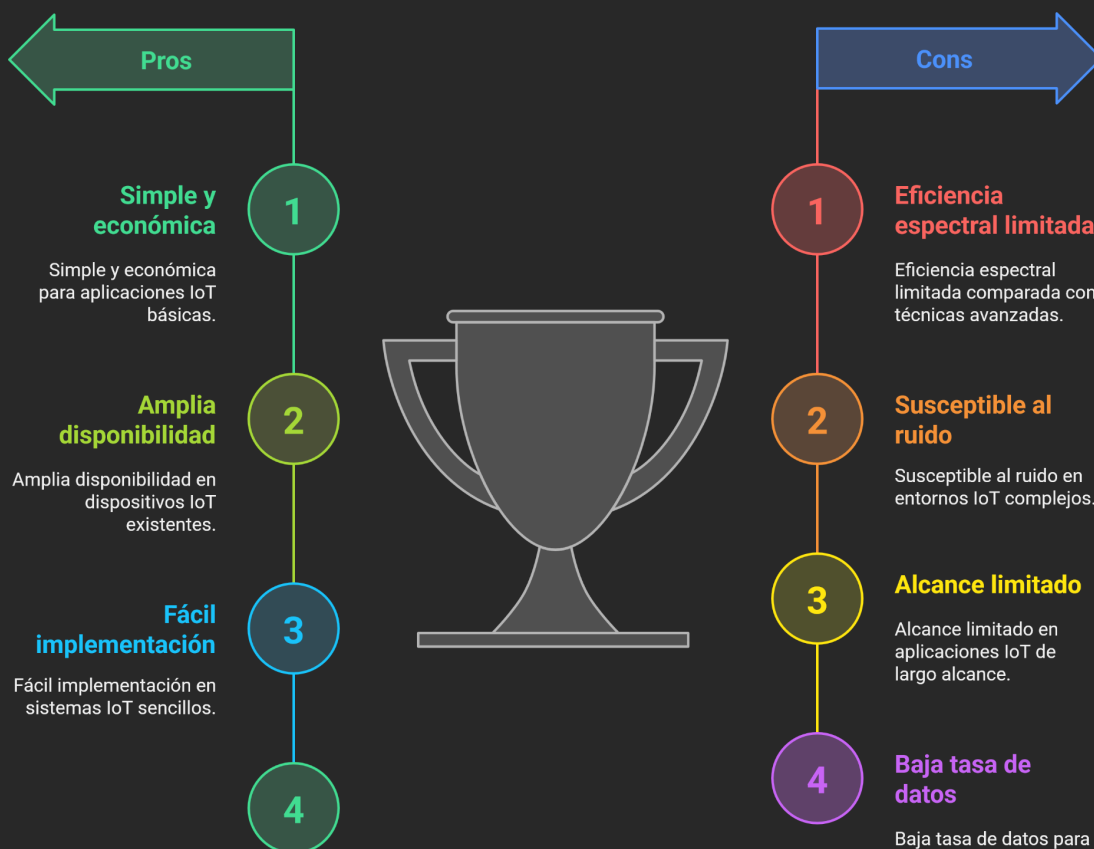 Pros
1
Simple y
económica
Simple y económica
para aplicaciones IoT
básicas.
2
Amplia
disponibilidad
Amplia disponibilidad en
dispositivos IoT
existentes.
3
Fácil
implementación
Fácil implementación en
sistemas IoT sencillos.
4
Cons
1
Eficiencia
espectral limitada
Eficiencia espectral
limitada comparada con
técnicas avanzadas.
2
Susceptible al
ruido
Susceptible al ruido en
entornos IoT complejos.
3
Alcance limitado
Alcance limitado en
aplicaciones IoT de
largo alcance.
4
Baja tasa de
datos
Baja tasa de datos para